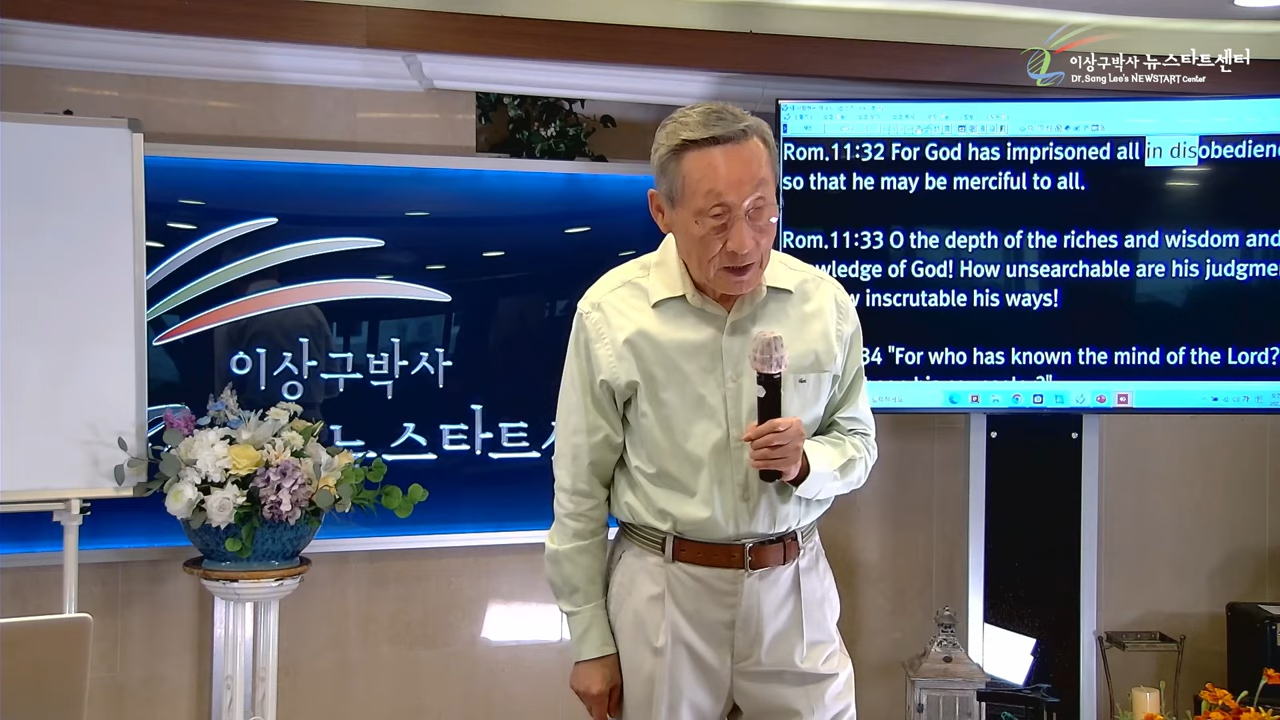 이상구박사 뉴스타트센터
Dr. Sang Lee's NEWSTART Center
Rom.11:32 For God has imprisoned all in disobedienc
so that he may be merciful to all.
Rom.11:33 O the depth of the riches and wisdom and
wledge of God! How unsearchable are his judgme
w inscrutable his ways!
34 "For who has known the mind of the Lord?
이상구박사
뉴스타트